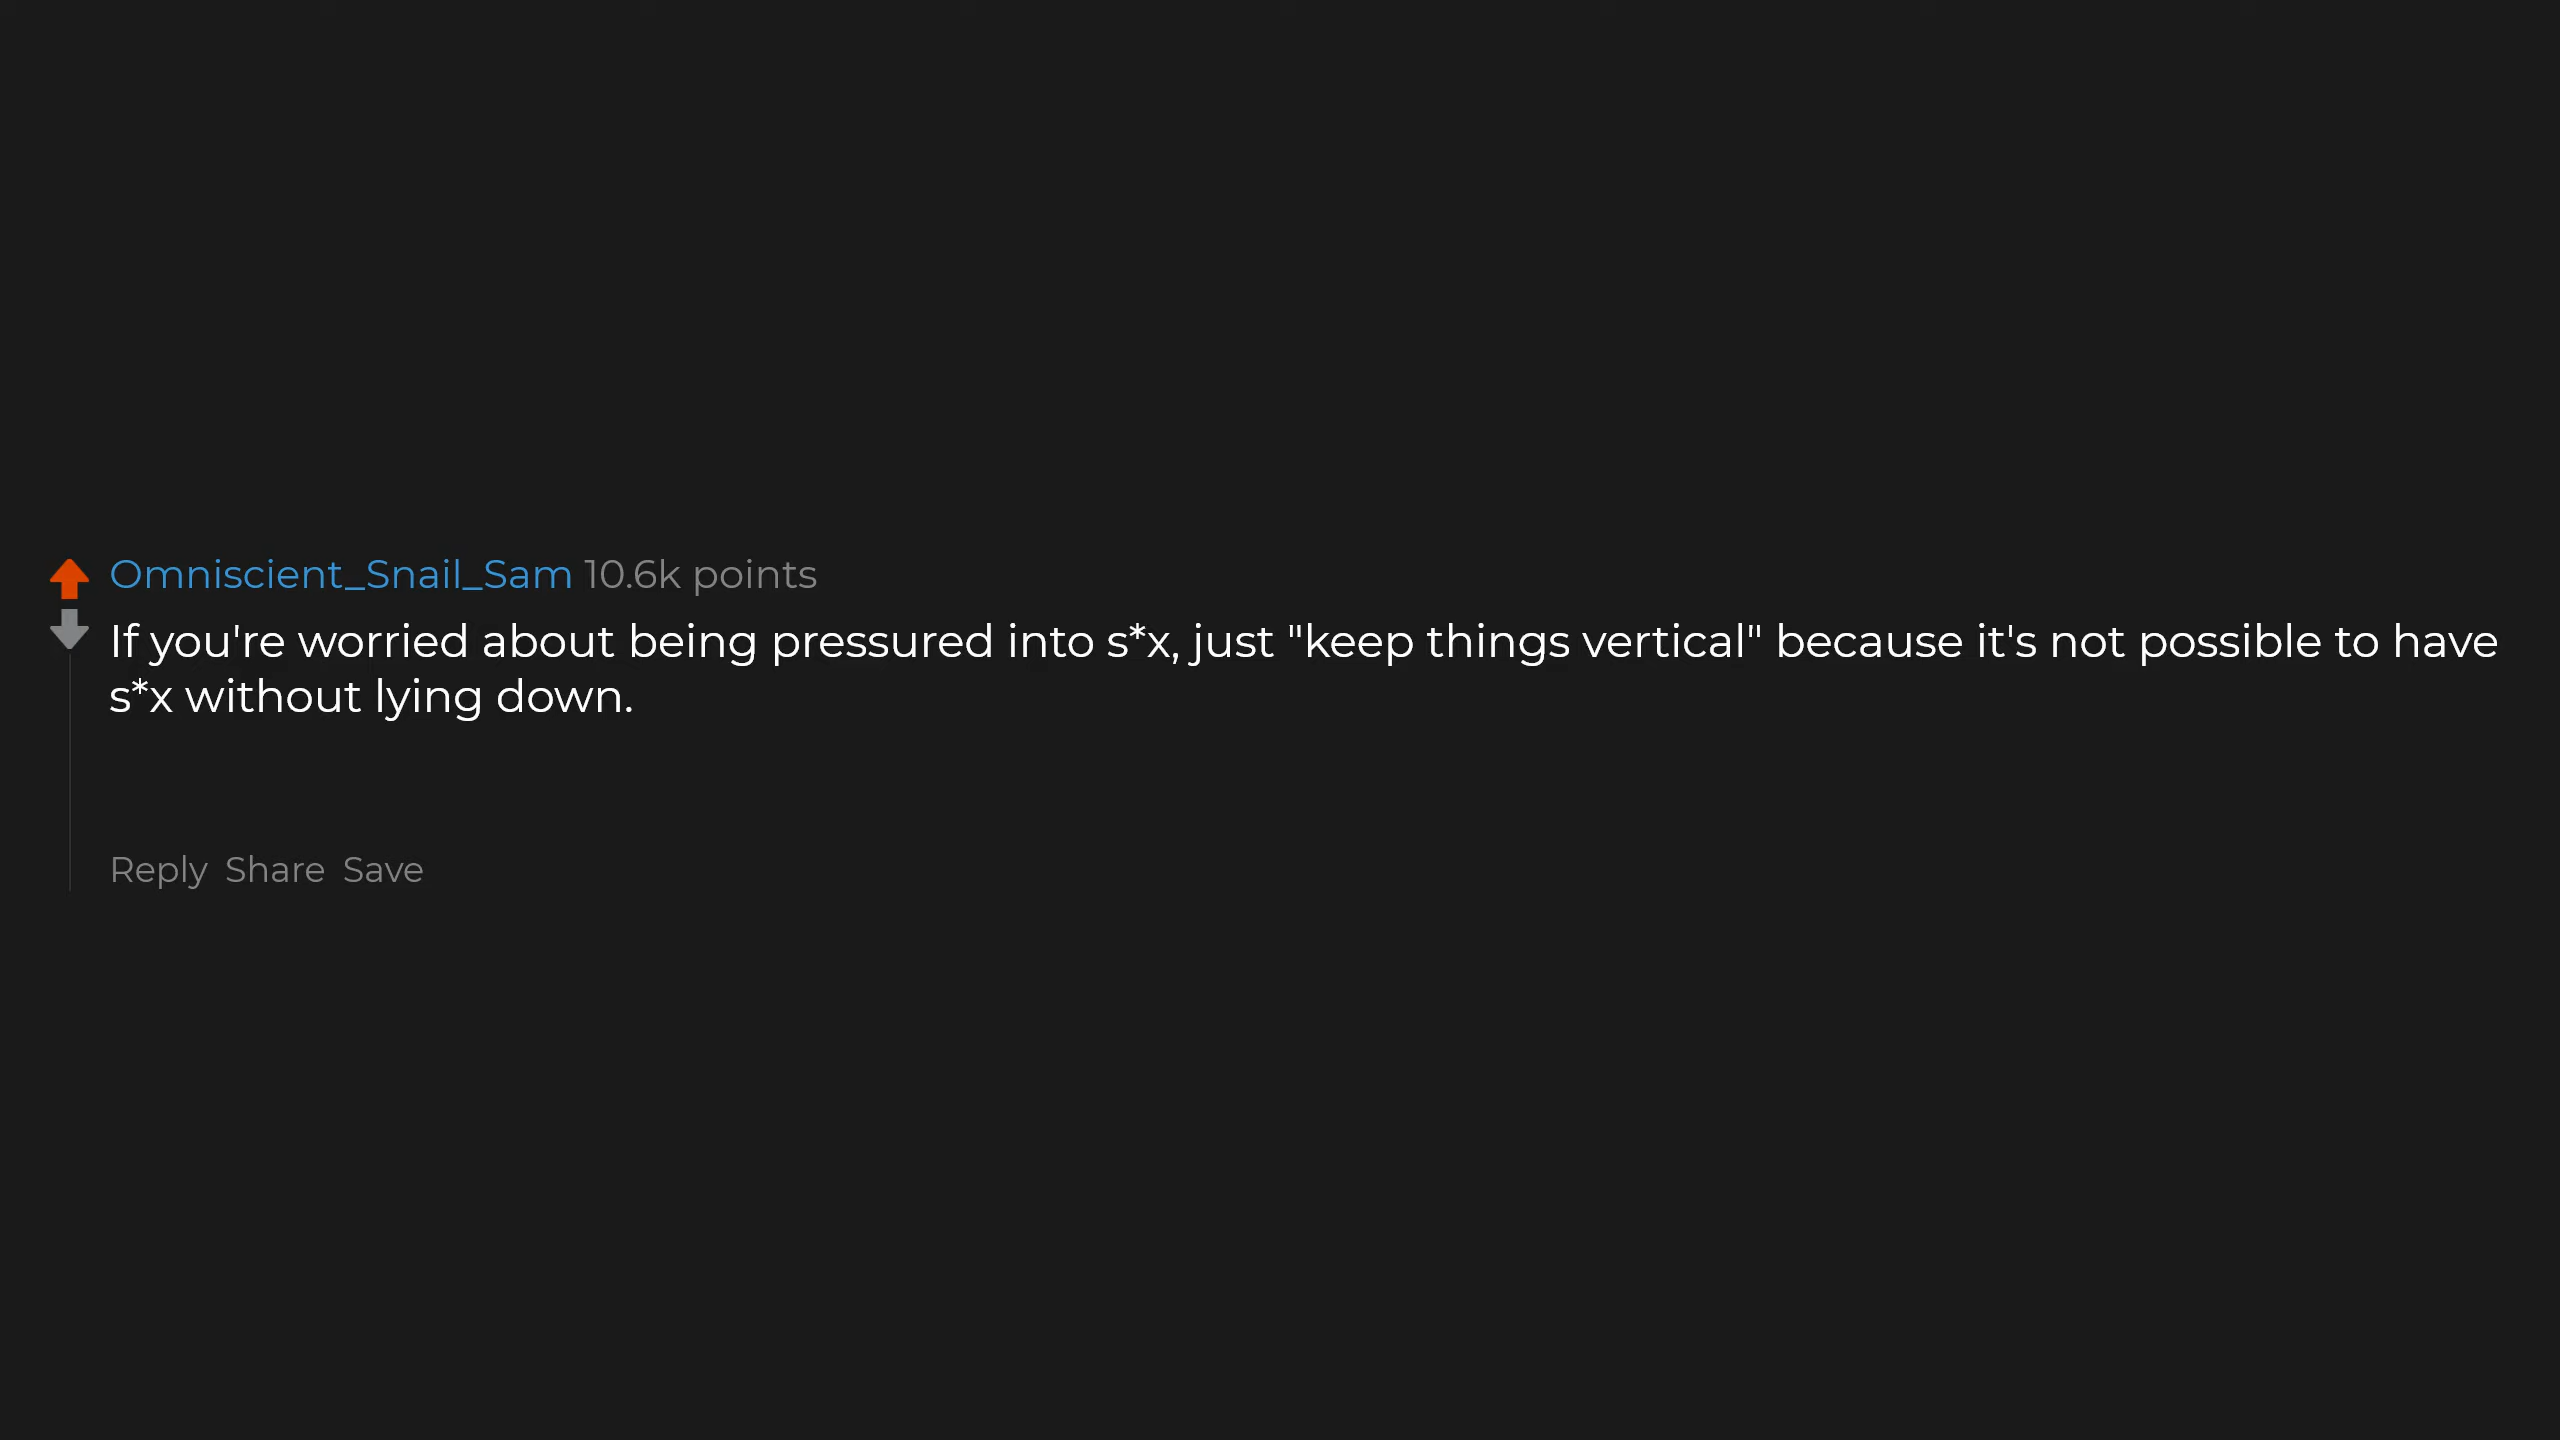 Omniscient_Snail_Sam 10.6k points
If you're worried about being pressured into s*x, just "keep things vertical" because it's not possible to have
s*x without lying down.
Reply Share Save